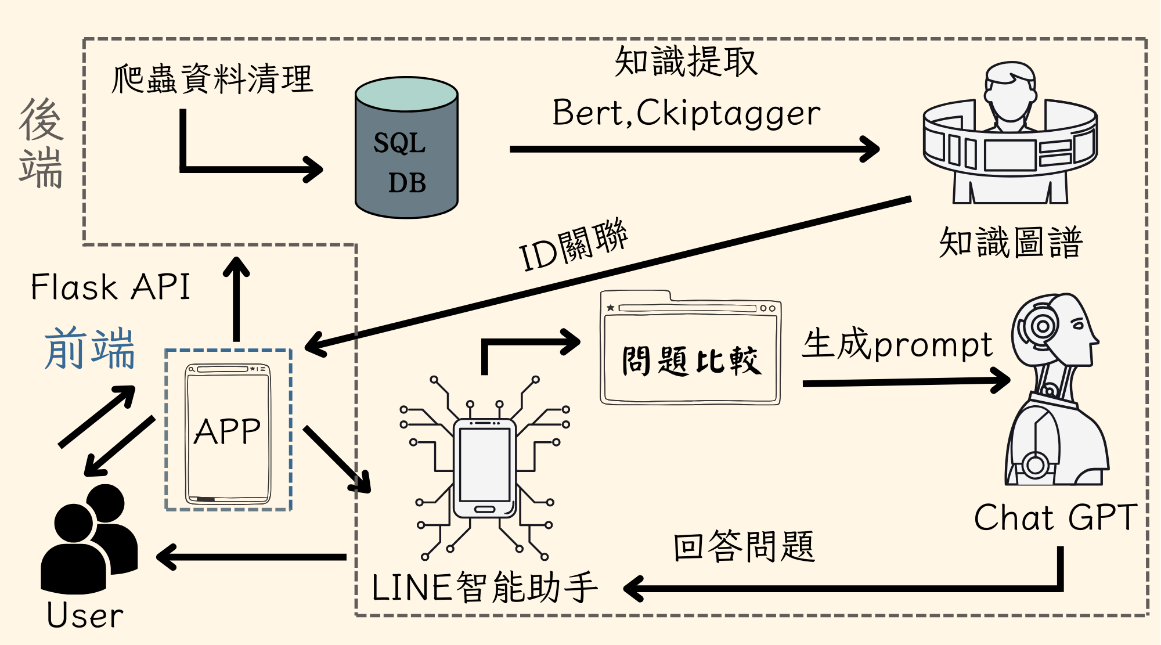 爬蟲資料清理
知識提取
Bert,Ckiptagger
後
端
SQL
DB
知識圖譜
ID關聯
Flask API
前端
APP
問題比較
生成prompt
Chat GPT
回答問題
LINE智能助手
User